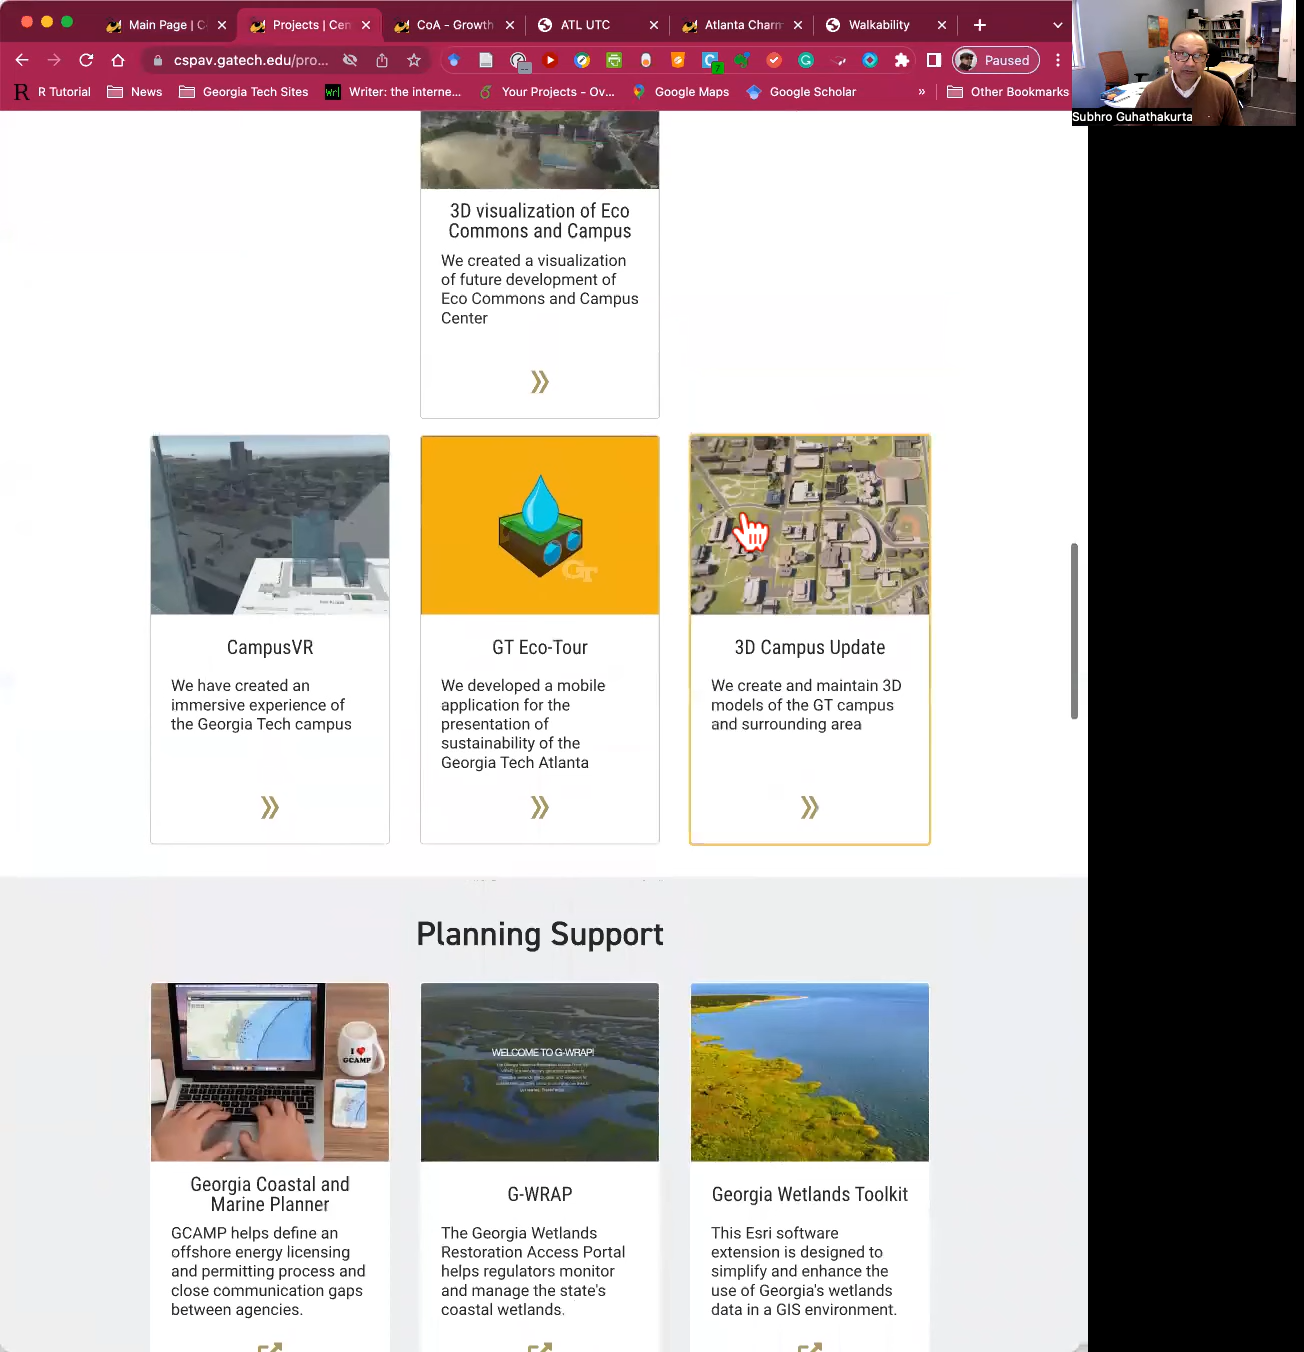 Main Page | C
Projects | Cen
CoA - Growth
ATL UTC
Atlanta Charm
Walkability
cspav.gatech.edu/pro...
7
Paused
R Tutorial
News
Georgia Tech Sites
wrl
Writer: the interne...
Your Projects - Ov...
Google Maps
Google Scholar
»
Other Bookmarks
Subhro Guhathakurta
3D visualization of Eco
Commons and Campus
We created a visualization
of future development of
Eco Commons and Campus
Center
CampusVR
We have created an
immersive experience of
the Georgia Tech campus
GT
GT Eco-Tour
We developed a mobile
application for the
presentation of
sustainability of the
Georgia Tech Atlanta
3D Campus Update
We create and maintain 3D
models of the GT campus
and surrounding area
Planning Support
I ♥
GCAMP
Georgia Coastal and
Marine Planner
GCAMP helps define an
offshore energy licensing
and permitting process and
close communication gaps
between agencies.
WELCOME TO G-WRAP!
G-WRAP
The Georgia Wetlands
Restoration Access Portal
helps regulators monitor
and manage the state's
coastal wetlands.
Georgia Wetlands Toolkit
This Esri software
extension is designed to
simplify and enhance the
use of Georgia's wetlands
data in a GIS environment.